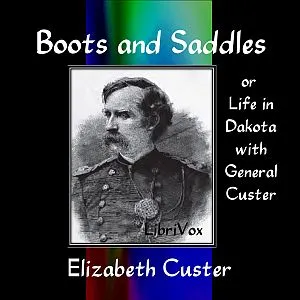 Boots and Saddles
or
Life in
Dakota
with
General
Custer
LibriVox
Elizabeth Custer